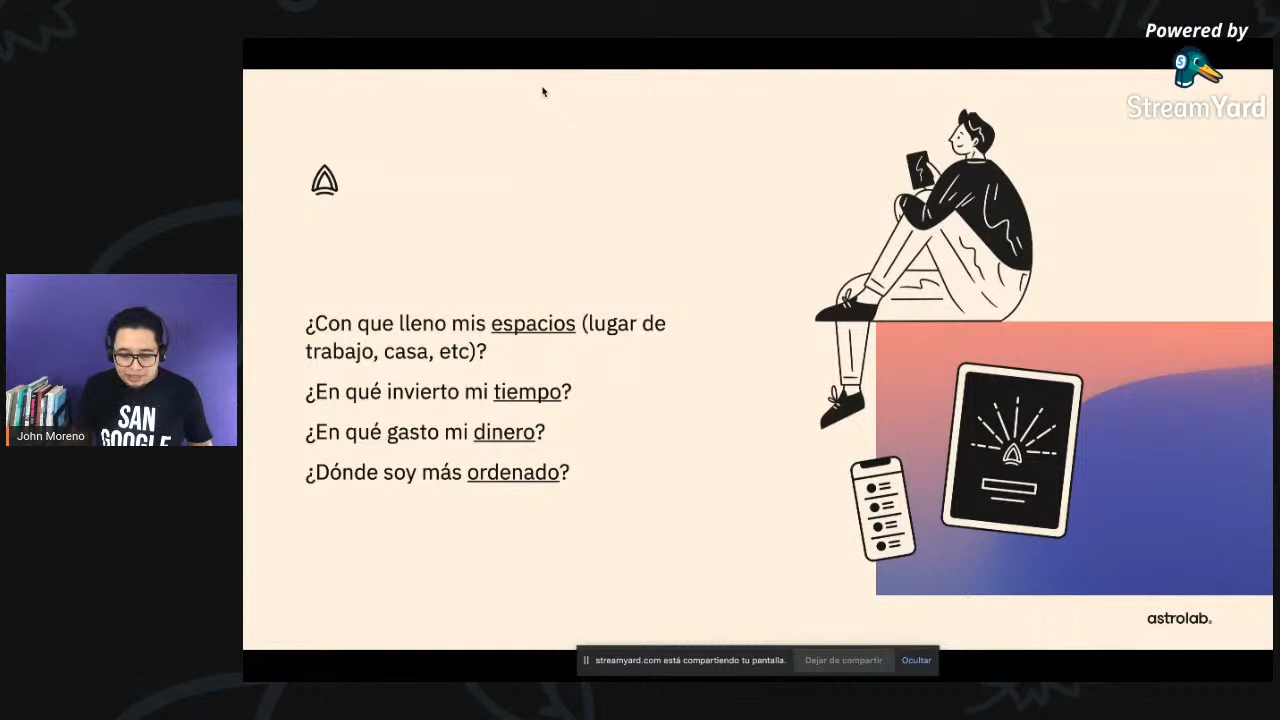 Powered by
StreamYard
¿Con que lleno mis espacios (lugar de
trabajo, casa, etc)?
¿En qué invierto mi tiempo?
¿En qué gasto mi dinero?
¿Dónde soy más ordenado?
SAN
GOOGLE
John Moreno
astrolab.
streamyard.com está compartiendo tu pantalla.
Dejar de compartir
Ocultar